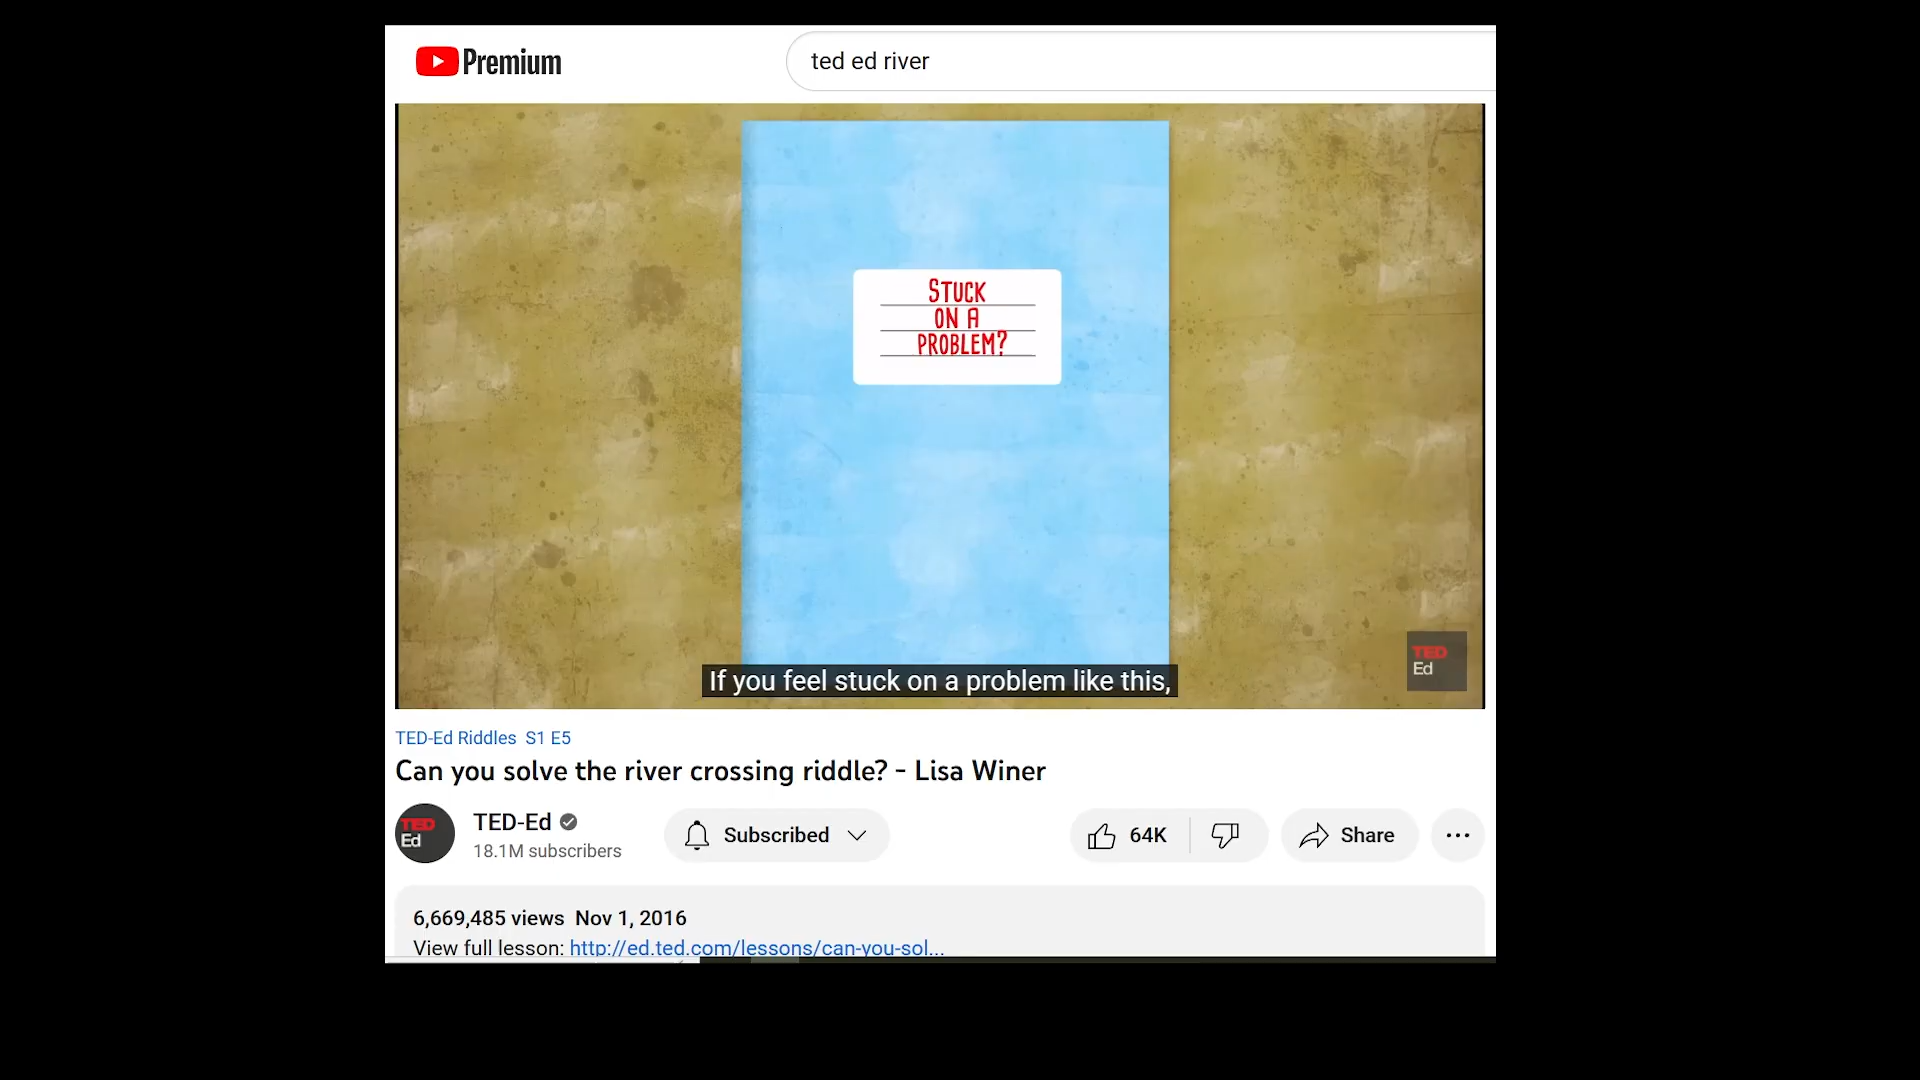 Premium
ted ed river
STUCK
ON A
PROBLEM?
If you feel stuck on a problem like this,
TED
Ed
TED-Ed Riddles S1 E5
Can you solve the river crossing riddle? - Lisa Winer
TED
Ed
TED-Ed
18.1M subscribers
Subscribed
64K
Share
6,669,485 views Nov 1, 2016
View full lesson: http://ed.ted.com/lessons/can-you-sol...